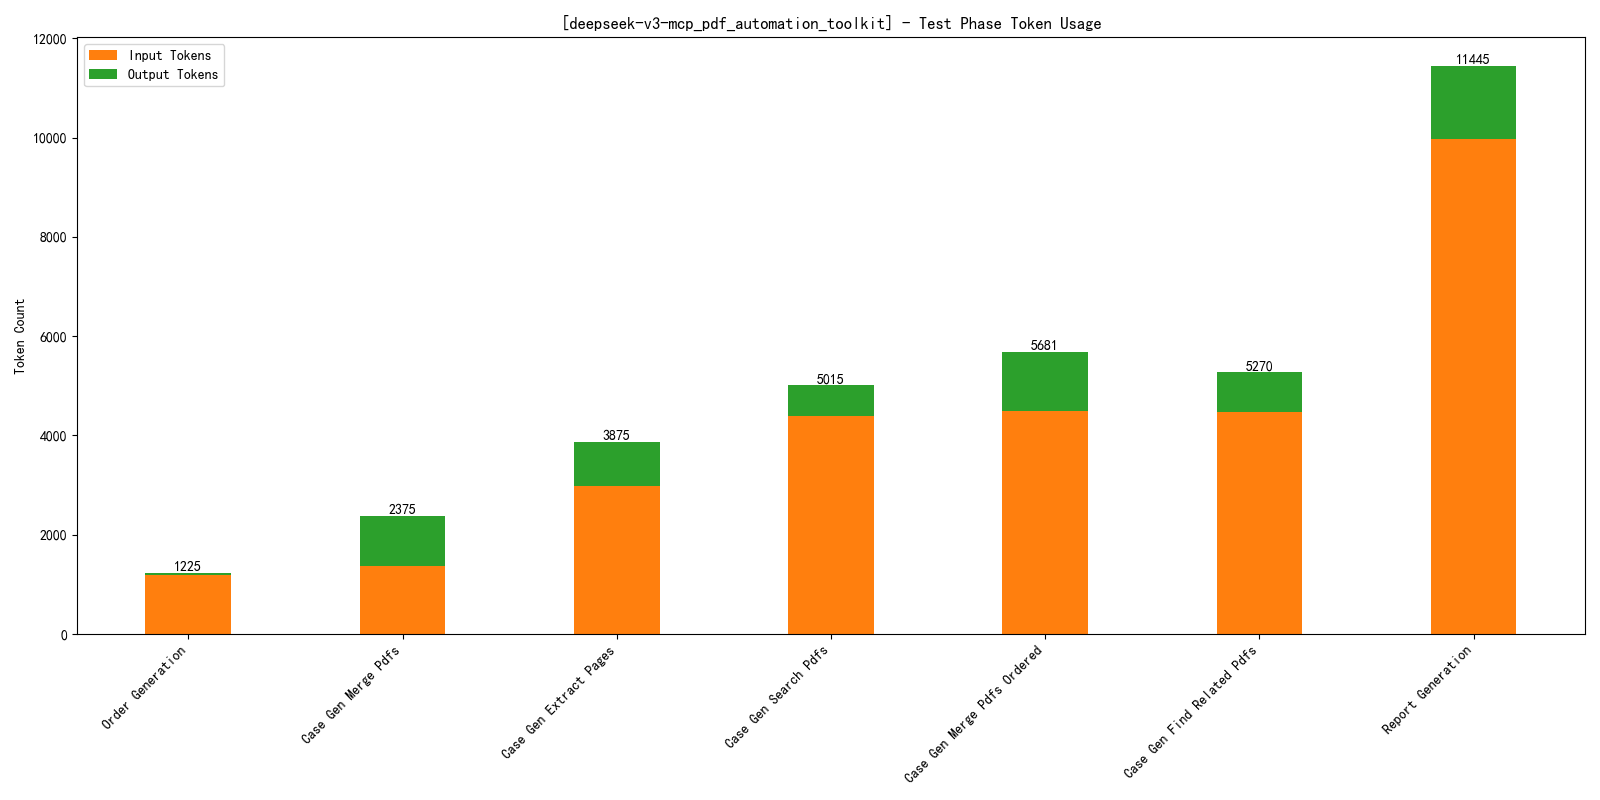 [deepseek-v3-mcp_pdf_automation_toolkit] - Test Phase Token Usage
Input Tokens
Output Tokens
Token Count
12000
10000
8000
6000
4000
2000
0
1225
2375
3875
5015
5681
5270
11445
Order Generation
Case Gen Merge Pdfs
Case Gen Extract Pages
Case Gen Search Pdfs
Case Gen Merge Pdfs Ordered
Case Gen Find Related Pdfs
Report Generation